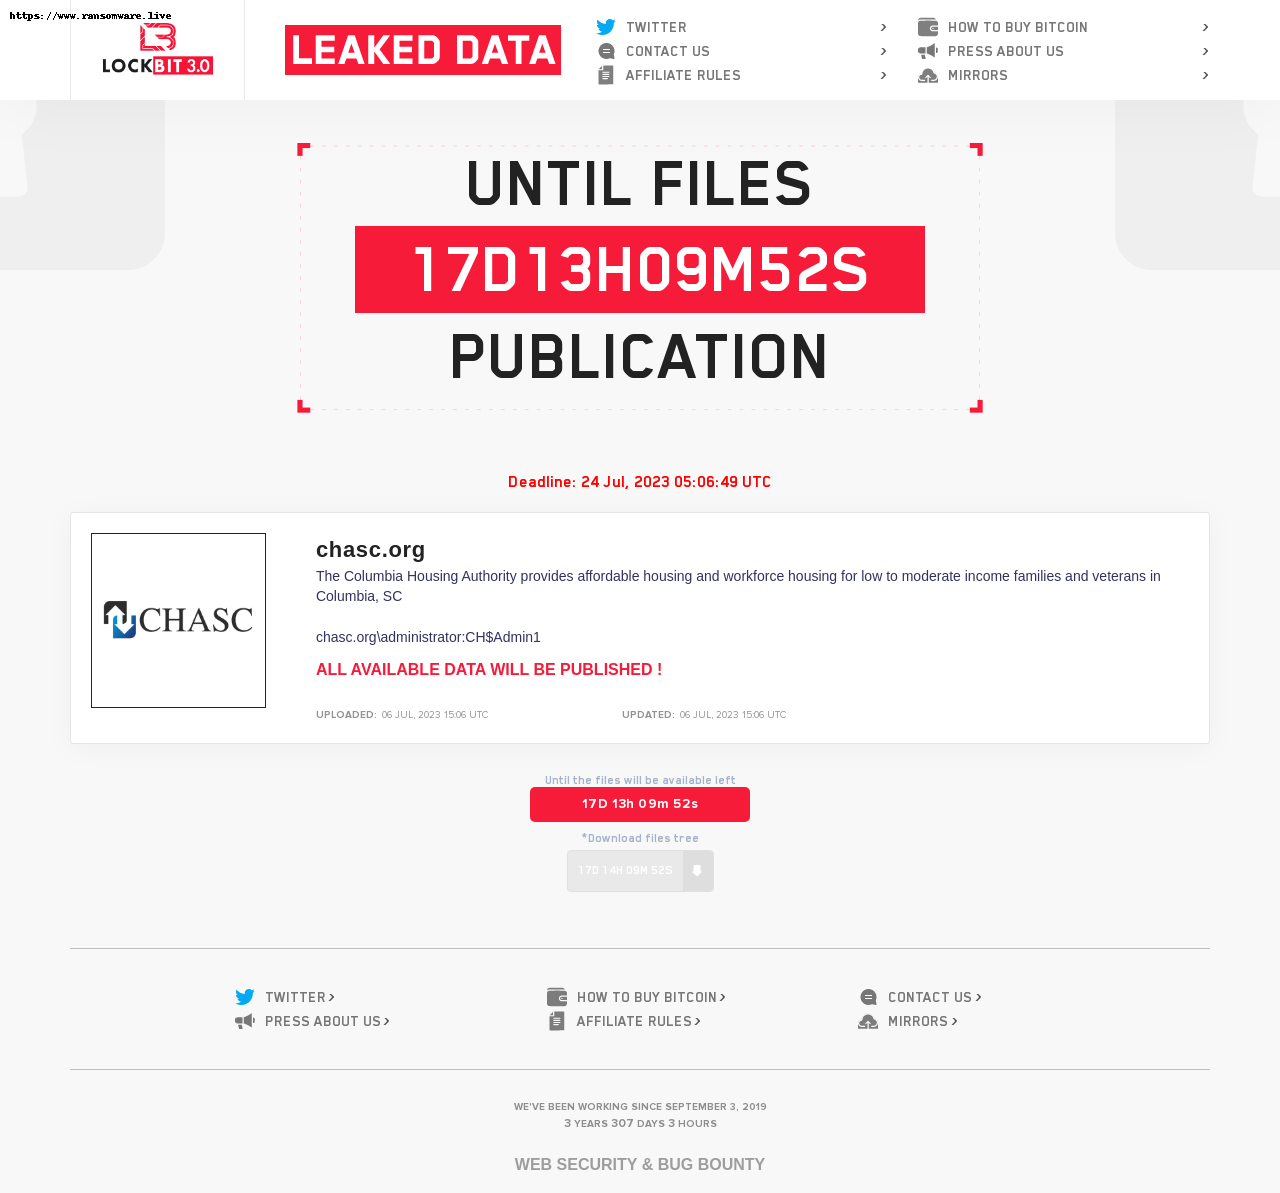 https://www.ransomware.live
LOCKBIT 3.0
LEAKED DATA
TWITTER
CONTACT US
AFFILIATE RULES
HOW TO BUY BITCOIN
PRESS ABOUT US
MIRRORS
UNTIL FILES
17D13H09M52S
PUBLICATION
Deadline: 24 Jul, 2023 05:06:49 UTC
CHASC
chasc.org
The Columbia Housing Authority provides affordable housing and workforce housing for low to moderate income families and veterans in
Columbia, SC
chasc.org\administrator:CH$Admin1
ALL AVAILABLE DATA WILL BE PUBLISHED !
UPLOADED: 06 JUL, 2023 15:06 UTC
UPDATED: 06 JUL, 2023 15:06 UTC
Until the files will be available left
17D 13h 09m 52s
*Download files tree
17D 14H 09M 52S
TWITTER
HOW TO BUY BITCOIN
CONTACT US
PRESS ABOUT US
AFFILIATE RULES
MIRRORS
WE'VE BEEN WORKING SINCE SEPTEMBER 3, 2019
3 YEARS 307 DAYS 3 HOURS
WEB SECURITY & BUG BOUNTY